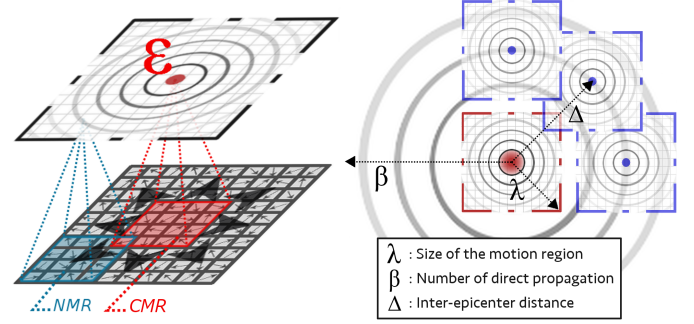 ε
Δ
β
λ
λ : Size of the motion region
β : Number of direct propagation
Δ : Inter-epicenter distance
NMR
CMR